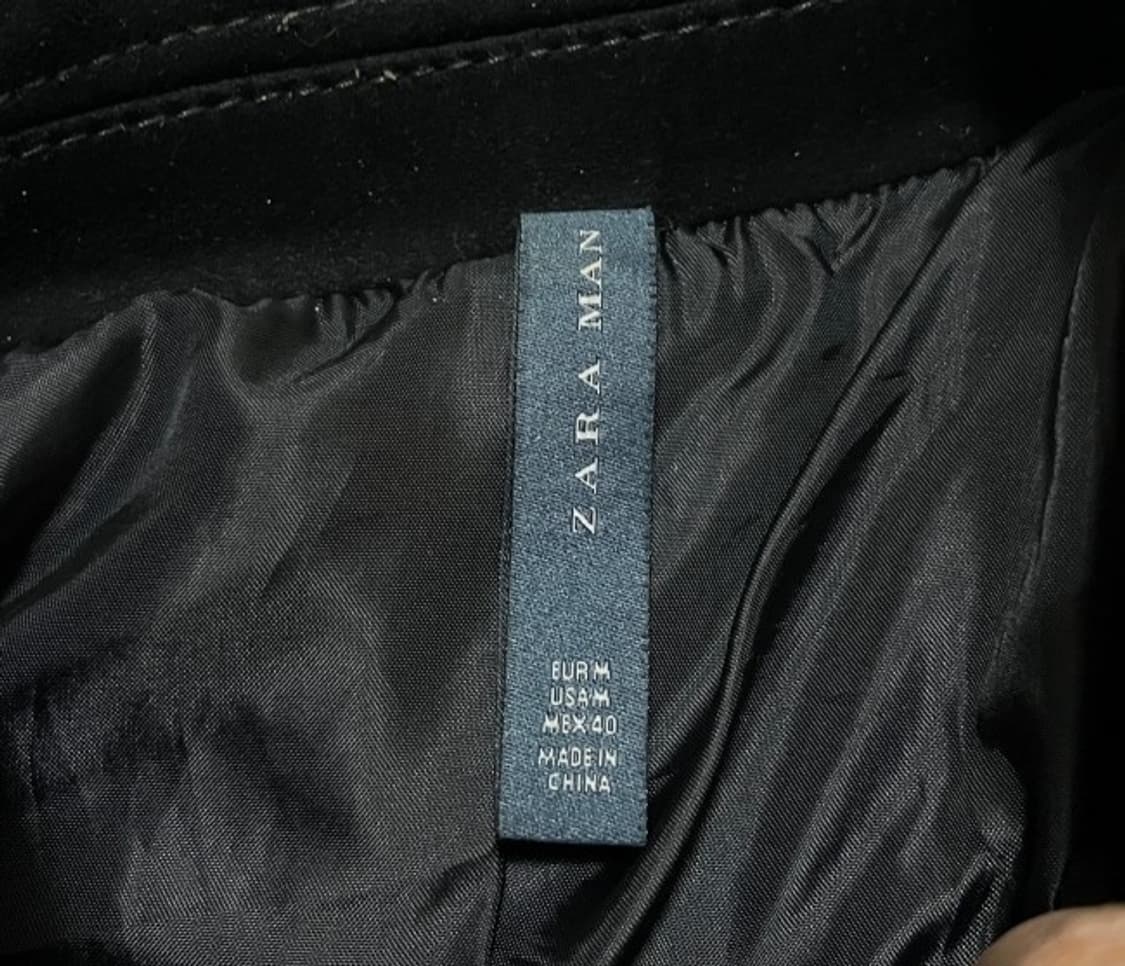 ZARA MAN
EUR M
USA M
MEX 40
MADE IN
CHINA